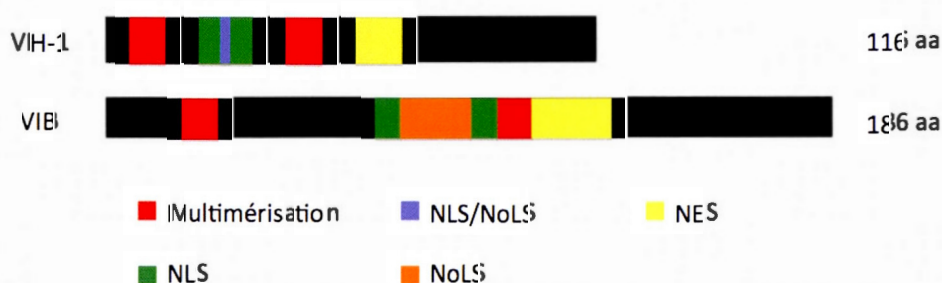 VIH-1 116 aa
VIB 186 aa
Multimérisation NLS/NoLS NES
NLS NoLS